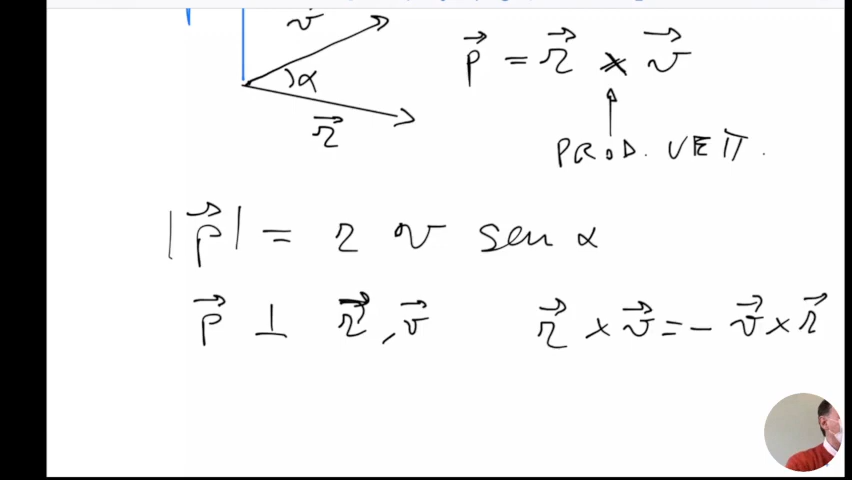 v⃗
α
r⃗
p⃗ = r⃗ × v⃗
PROD. VETT.
|p⃗| = r v sen α
p⃗ ⊥ r⃗, v⃗
r⃗ × v⃗ = - v⃗ × r⃗